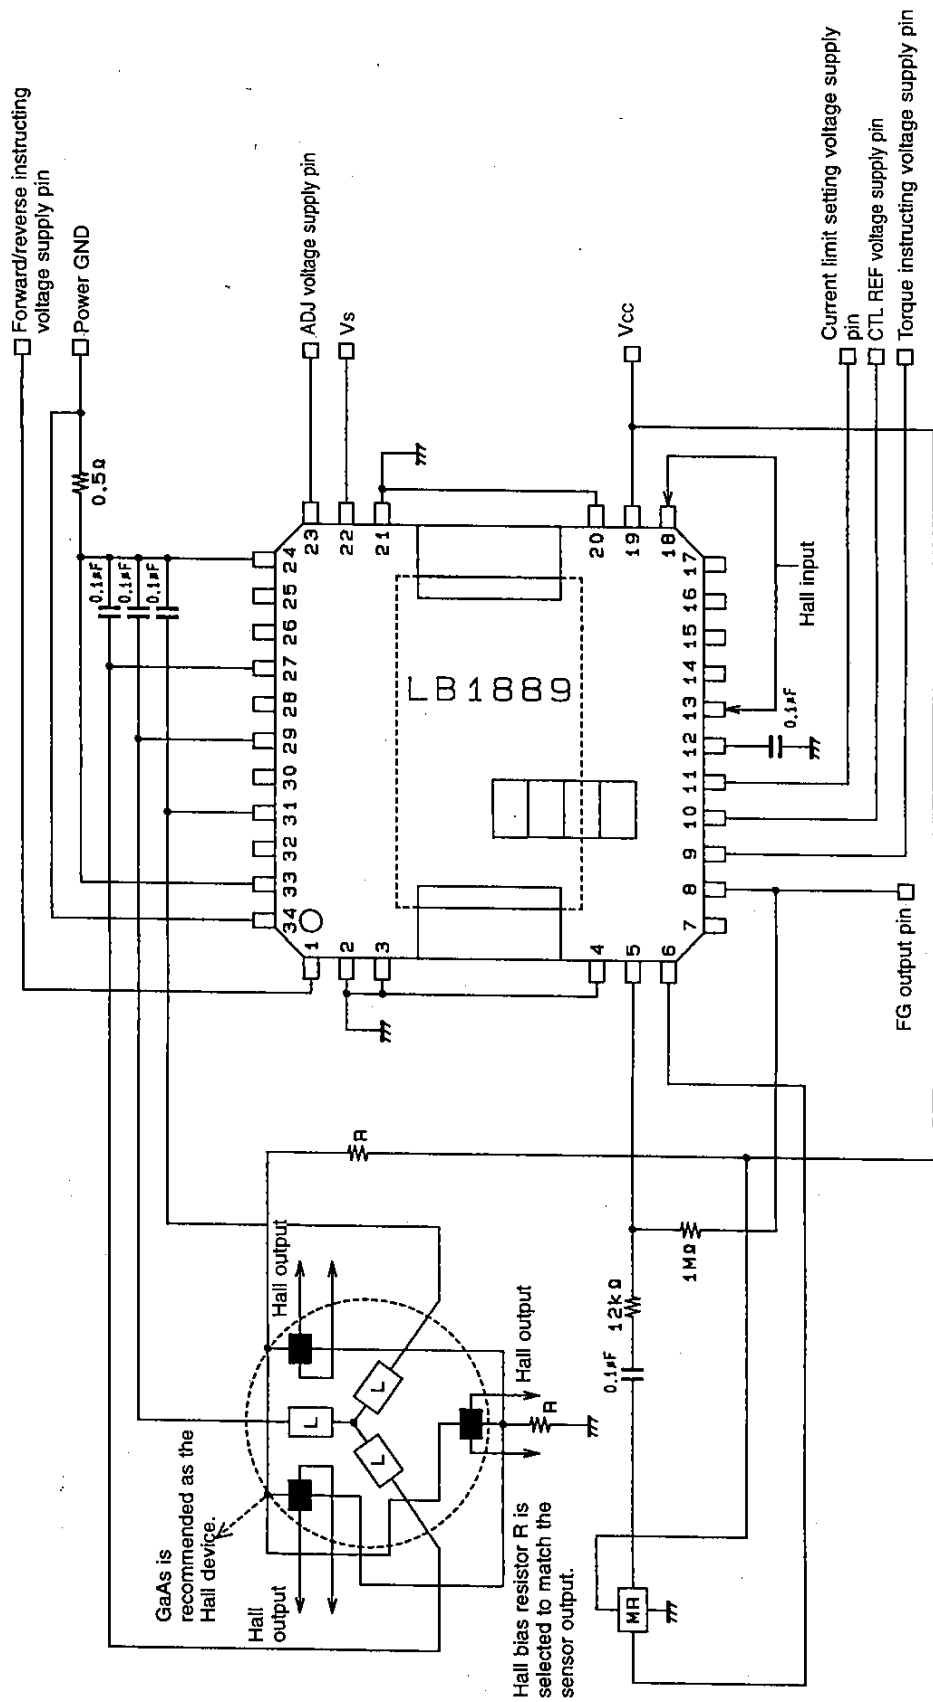 Forward/reverse instructing
voltage supply pin
Power GND
0.5Ω
0.1μF
0.1μF
0.1μF
ADJ voltage supply pin
Vs
Vcc
Current limit setting voltage supply
pin
CTL REF voltage supply pin
Torque instructing voltage supply pin
34
33
32
31
30
29
28
27
26
25
24
23
22
21
20
19
18
1
2
3
4
5
6
7
8
9
10
11
12
13
14
15
16
17
LB1889
Hall input
0.1μF
FG output pin
R
Hall output
GaAs is
recommended as the
Hall device.
Hall
output
L
L
L
Hall output
R
Hall bias resistor R is
selected to match the
sensor output.
0.1μF
12kΩ
1MΩ
MR